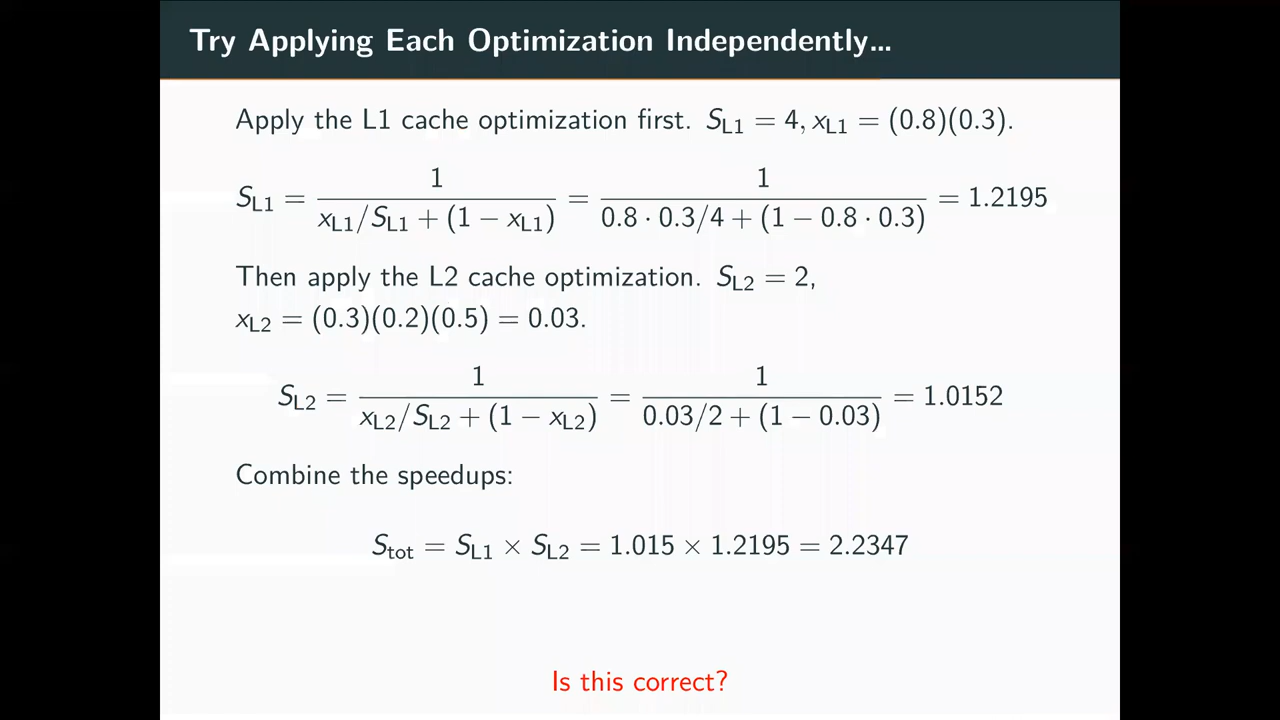 Try Applying Each Optimization Independently...
Apply the L1 cache optimization first. S_L1 = 4, x_L1 = (0.8)(0.3).
S_L1 = 1 / (x_L1/S_L1 + (1 − x_L1)) = 1 / (0.8 · 0.3/4 + (1 − 0.8 · 0.3)) = 1.2195
Then apply the L2 cache optimization. S_L2 = 2,
x_L2 = (0.3)(0.2)(0.5) = 0.03.
S_L2 = 1 / (x_L2/S_L2 + (1 − x_L2)) = 1 / (0.03/2 + (1 − 0.03)) = 1.0152
Combine the speedups:
S_tot = S_L1 × S_L2 = 1.015 × 1.2195 = 2.2347
Is this correct?